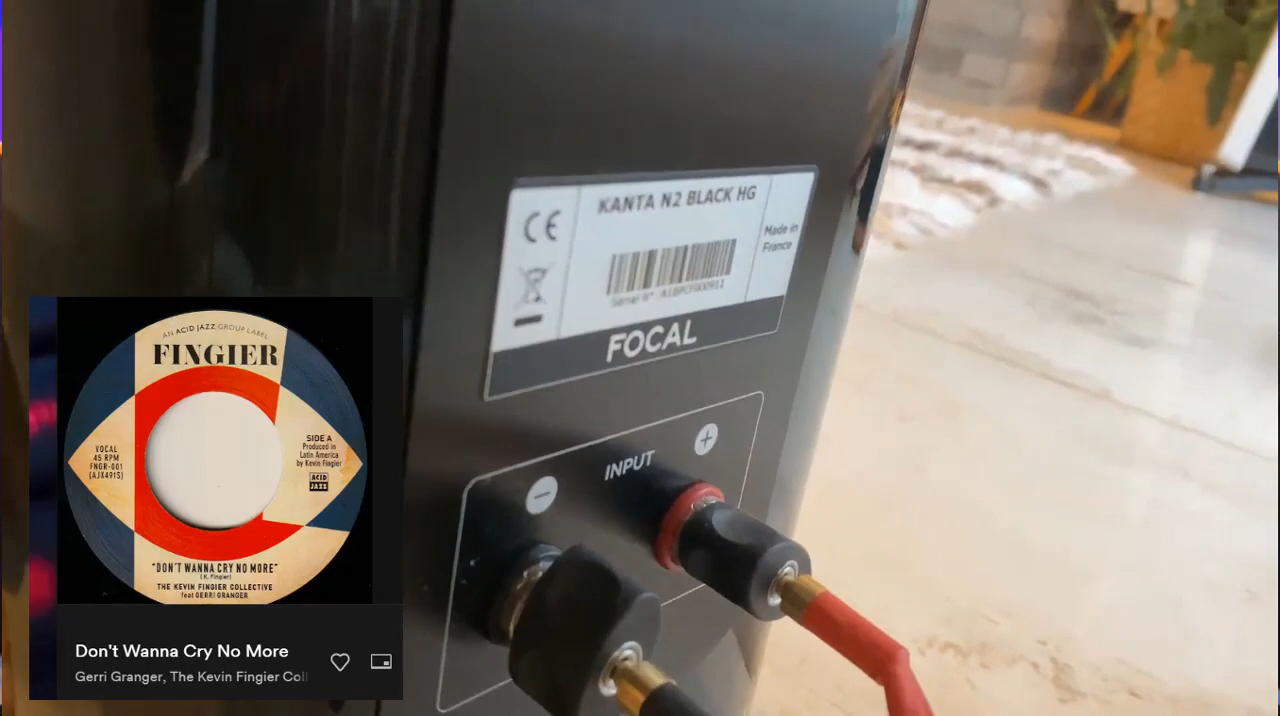 KANTA N2 BLACK HG
CE
Made in
France
Serial N°
FOCAL
INPUT
AN ACID JAZZ GROUP LABEL
FINGIER
VOCAL
45 RPM
FNGR-001
(AJX491S)
SIDE A
Produced in
Latin America
by Kevin Fingier
ACID
JAZZ
"DON'T WANNA CRY NO MORE"
(K. Fingier)
THE KEVIN FINGIER COLLECTIVE
feat GERRI GRANGER
Don't Wanna Cry No More
Gerri Granger, The Kevin Fingier Coll